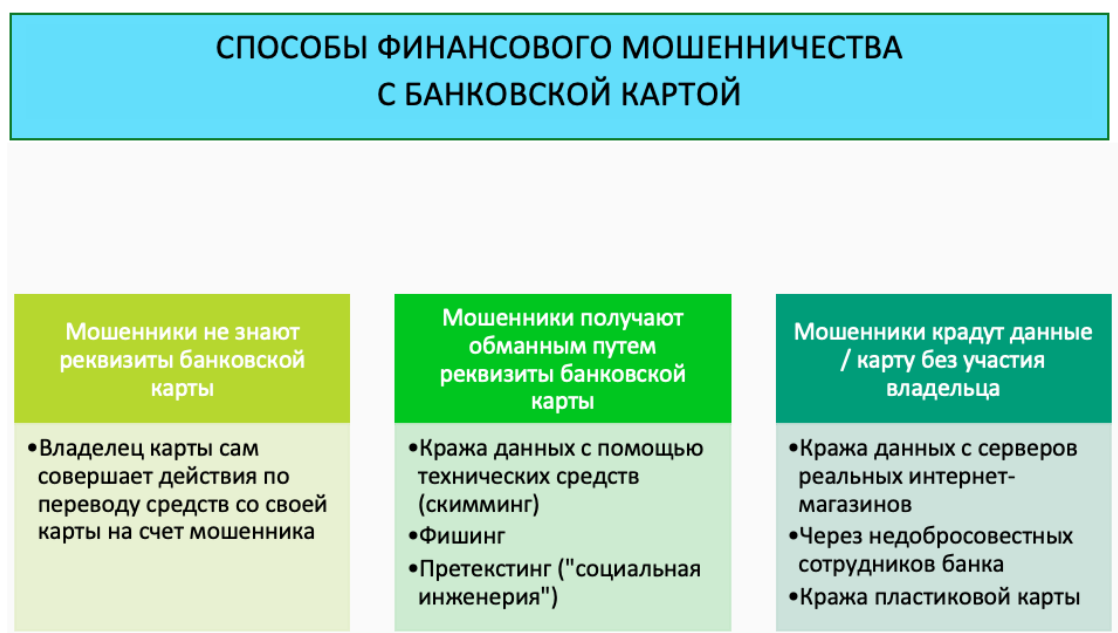 СПОСОБЫ ФИНАНСОВОГО МОШЕННИЧЕСТВА
С БАНКОВСКОЙ КАРТОЙ
Мошенники не знают
реквизиты банковской
карты
•Владелец карты сам
совершает действия по
переводу средств со своей
карты на счет мошенника
Мошенники получают
обманным путем
реквизиты банковской
карты
•Кража данных с помощью
технических средств
(скимминг)
•Фишинг
•Претекстинг ("социальная
инженерия")
Мошенники крадут данные
/ карту без участия
владельца
•Кража данных с серверов
реальных интернет-
магазинов
•Через недобросовестных
сотрудников банка
•Кража пластиковой карты